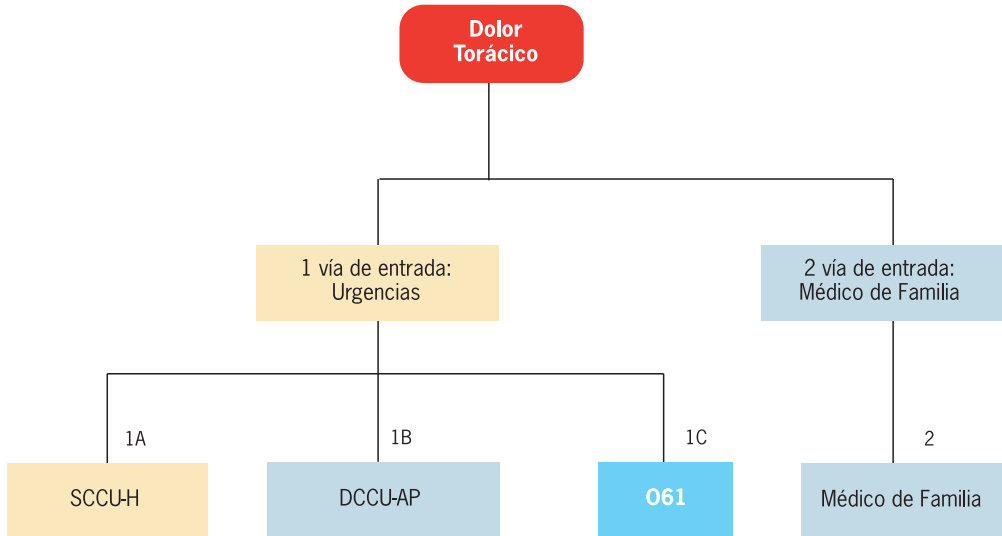 Dolor
Torácico
1 vía de entrada:
Urgencias
2 vía de entrada:
Médico de Familia
1A
1B
1C
2
SCCU-H
DCCU-AP
061
Médico de Familia